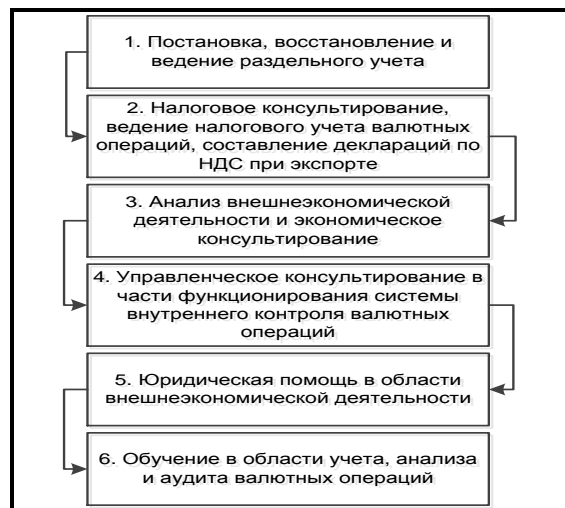 1. Постановка, восстановление и
ведение раздельного учета
2. Налоговое консультирование,
ведение налогового учета валютных
операций, составление деклараций по
НДС при экспорте
3. Анализ внешнеэкономической
деятельности и экономическое
консультирование
4. Управленческое консультирование в
части функционирования системы
внутреннего контроля валютных
операций
5. Юридическая помощь в области
внешнеэкономической деятельности
6. Обучение в области учета, анализа
и аудита валютных операций